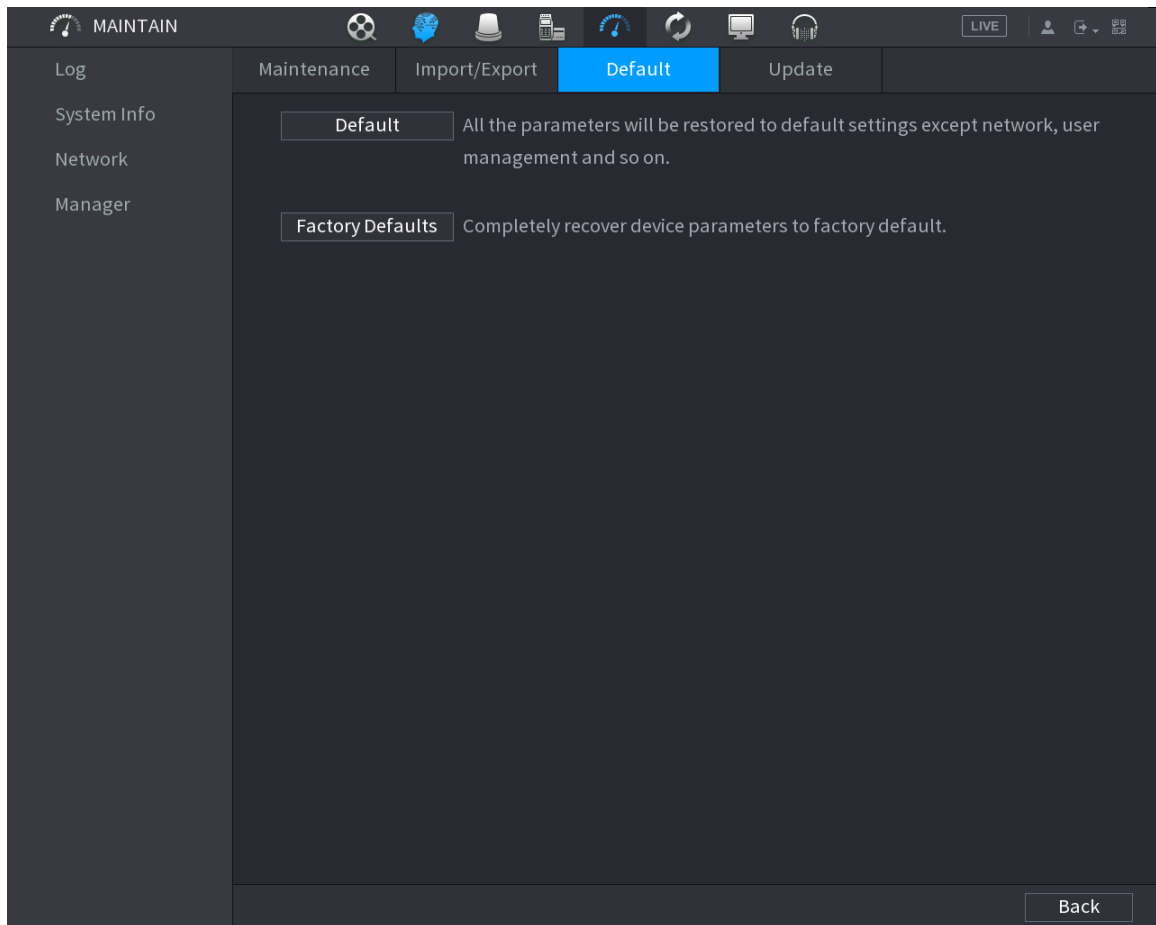 MAINTAIN
LIVE
Log
System Info
Network
Manager
Maintenance
Import/Export
Default
Update
Default
All the parameters will be restored to default settings except network, user
management and so on.
Factory Defaults
Completely recover device parameters to factory default.
Back